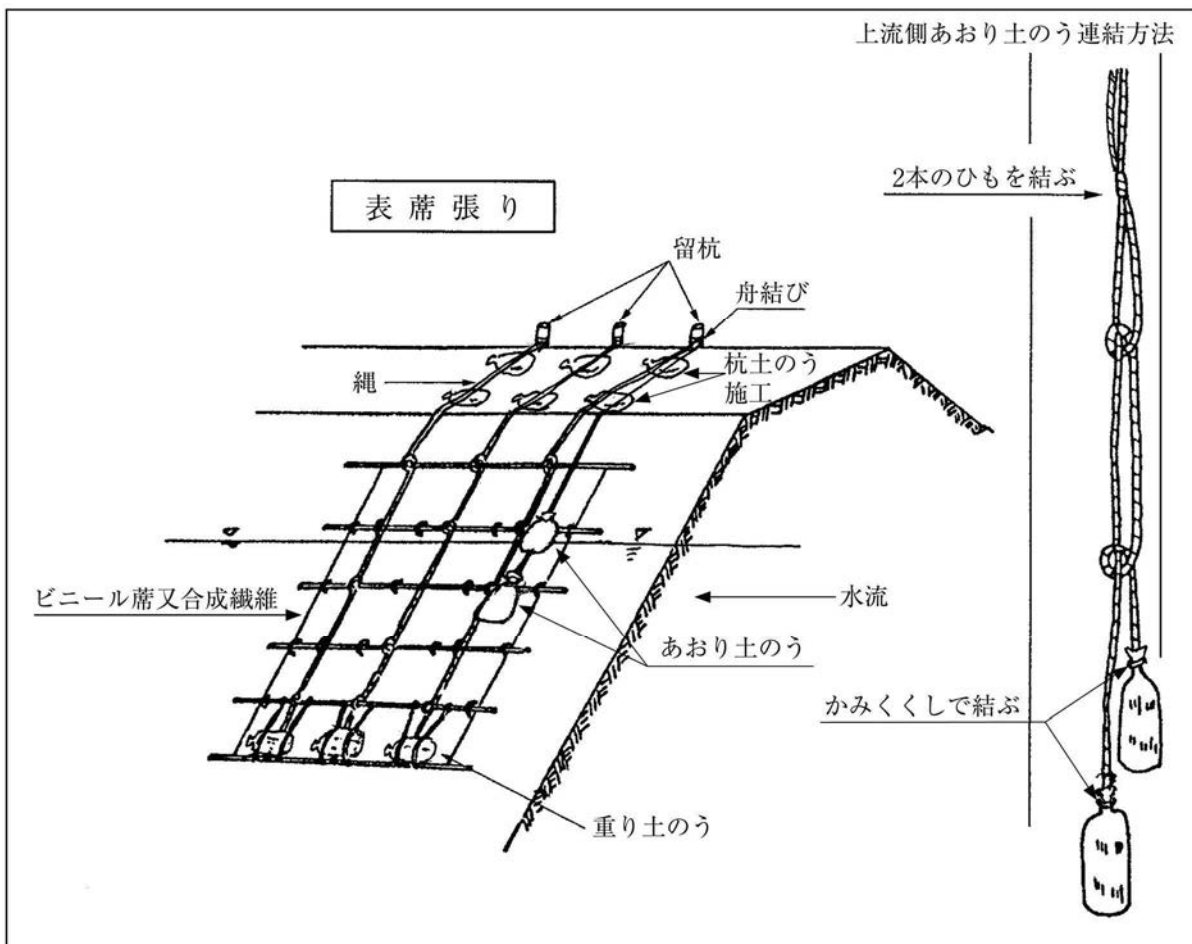 上流側あおり土のう連結方法
2本のひもを結ぶ
表蓆張り
留杭
舟結び
縄
杭土のう
施工
ビニール蓆又合成繊維
水流
あおり土のう
かみくくしで結ぶ
重り土のう